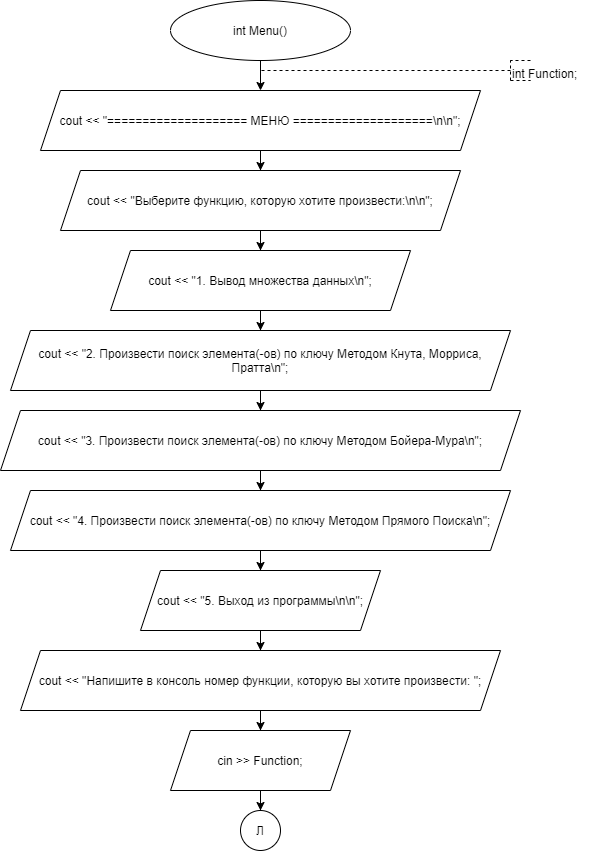 int Menu()
int Function;
cout << "==================== МЕНЮ ====================\n\n";
cout << "Выберите функцию, которую хотите произвести:\n\n";
cout << "1. Вывод множества данных\n";
cout << "2. Произвести поиск элемента(-ов) по ключу Методом Кнута, Морриса,
Пратта\n";
cout << "3. Произвести поиск элемента(-ов) по ключу Методом Бойера-Мура\n";
cout << "4. Произвести поиск элемента(-ов) по ключу Методом Прямого Поиска\n";
cout << "5. Выход из программы\n\n";
cout << "Напишите в консоль номер функции, которую вы хотите произвести: ";
cin >> Function;
Л